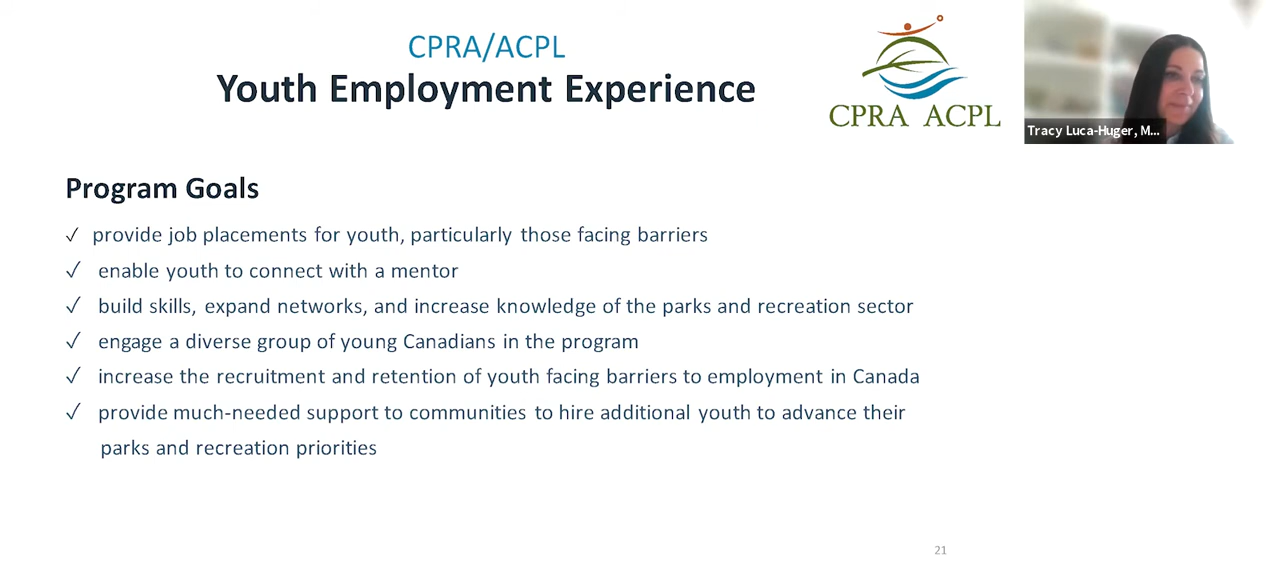 CPRA/ACPL
Youth Employment Experience
CPRA ACPL
Tracy Luca-Huger, M...
Program Goals
✓ provide job placements for youth, particularly those facing barriers
✓ enable youth to connect with a mentor
✓ build skills, expand networks, and increase knowledge of the parks and recreation sector
✓ engage a diverse group of young Canadians in the program
✓ increase the recruitment and retention of youth facing barriers to employment in Canada
✓ provide much-needed support to communities to hire additional youth to advance their
parks and recreation priorities
21